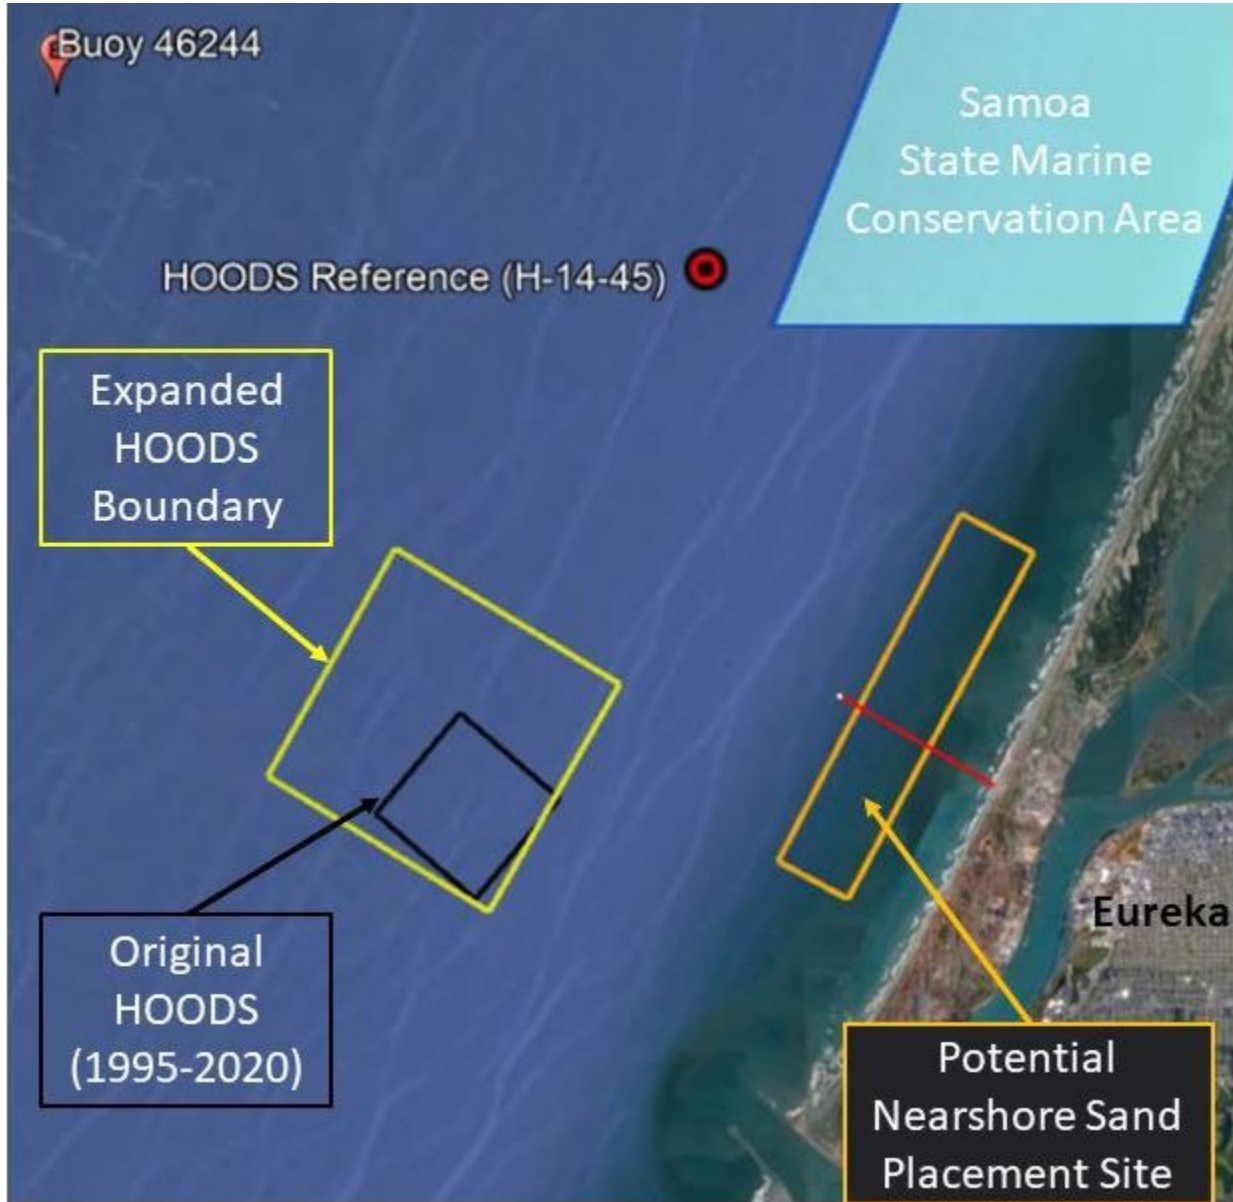 Buoy 46244
Samoa
State Marine
Conservation Area
HOODS Reference (H-14-45)
Expanded
HOODS
Boundary
Eureka
Original
HOODS
(1995-2020)
Potential
Nearshore Sand
Placement Site